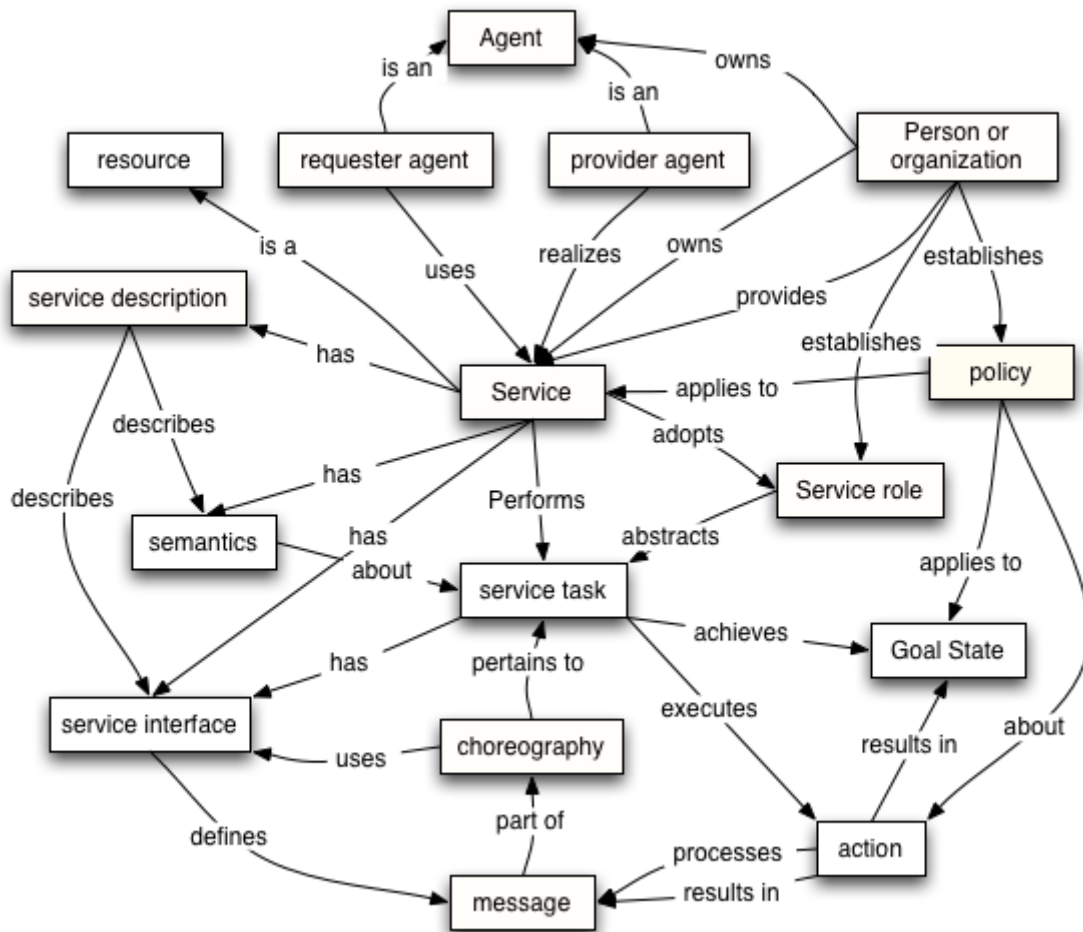 Agent
owns
is an
is an
Person or
organization
resource
requester agent
provider agent
is a
uses
realizes
owns
establishes
service description
provides
has
establishes
Service
applies to
policy
describes
adopts
has
Performs
Service role
describes
semantics
has
abstracts
about
service task
applies to
achieves
Goal State
has
pertains to
service interface
executes
choreography
uses
results in
about
defines
part of
processes
action
message
results in